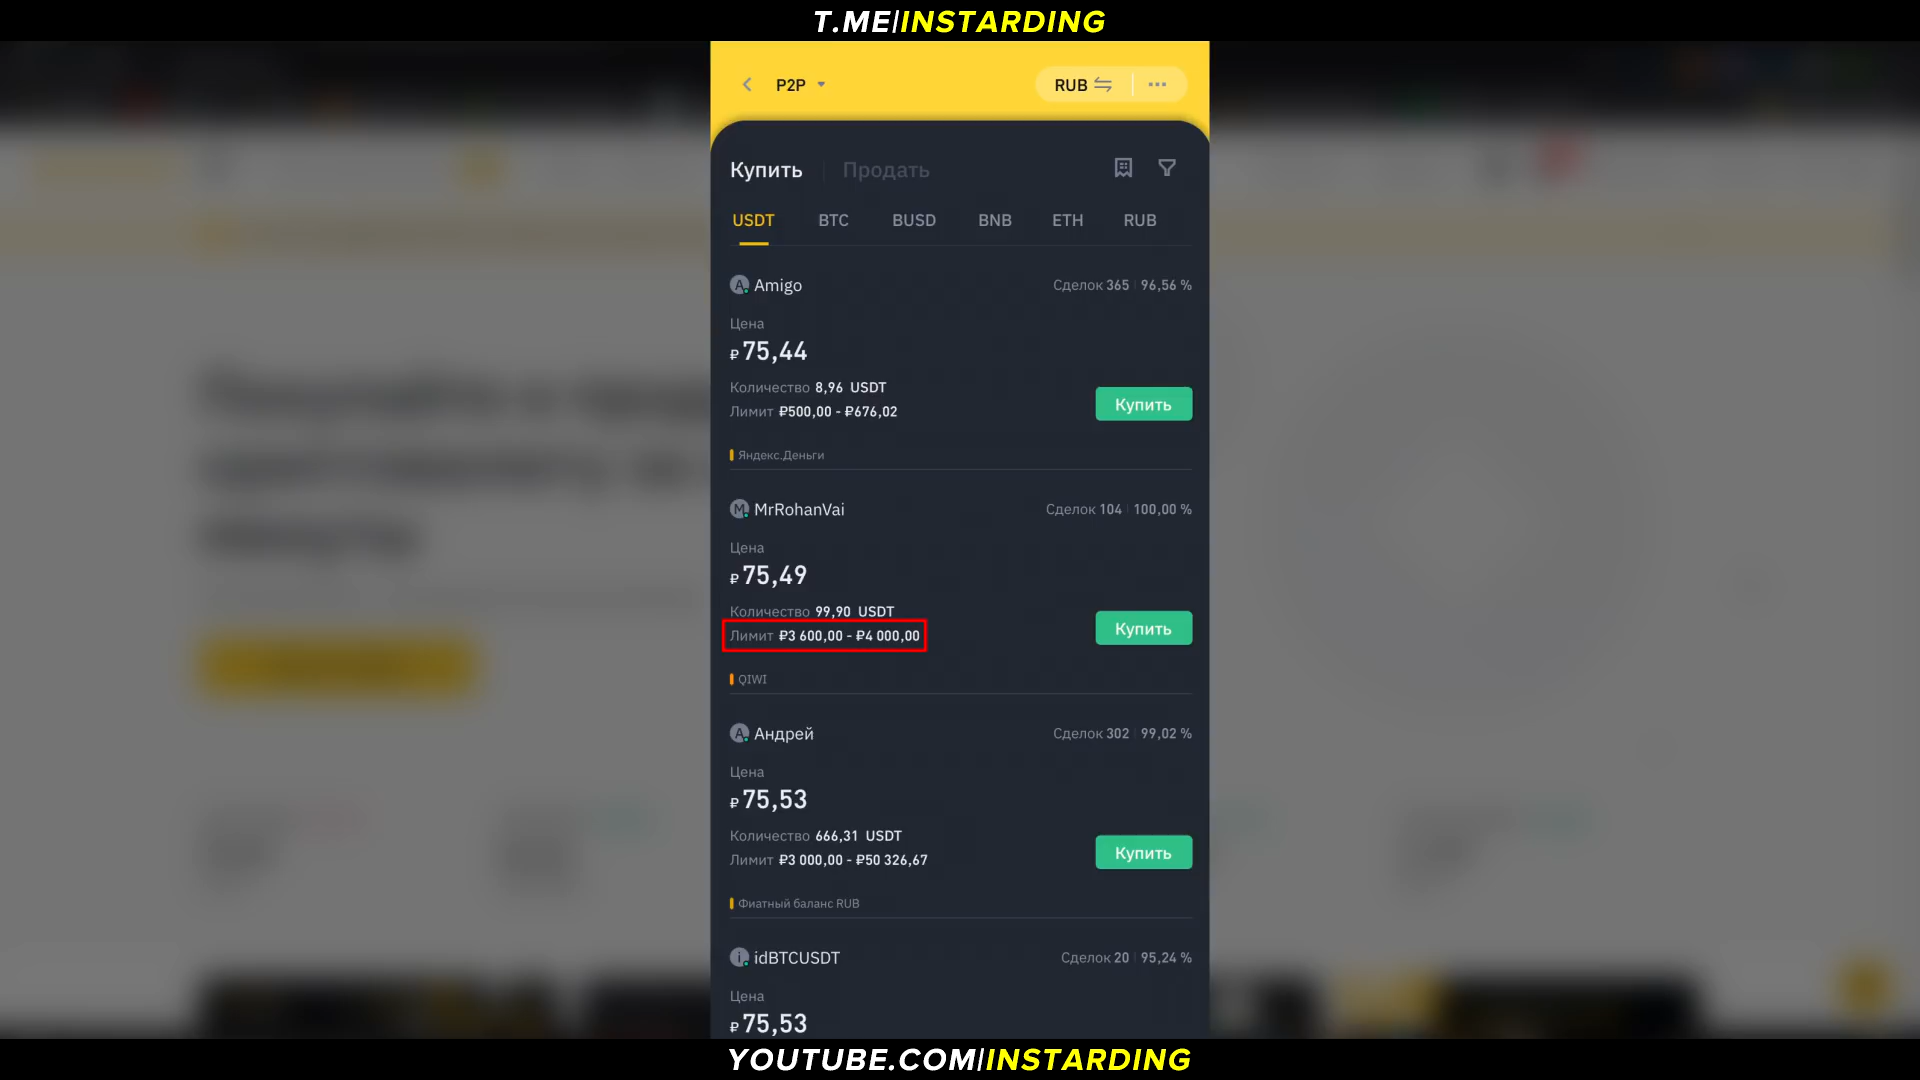 T.ME/INSTARDING
P2P
RUB
Купить Продать
USDT BTC BUSD BNB ETH RUB
A Amigo Сделок 365 96,56 %
Цена
₽ 75,44
Количество 8,96 USDT
Лимит ₽500,00 - ₽676,02
Купить
Яндекс.Деньги
M MrRohanVai Сделок 104 100,00 %
Цена
₽ 75,49
Количество 99,90 USDT
Лимит ₽3 600,00 - ₽4 000,00
Купить
QIWI
А Андрей Сделок 302 99,02 %
Цена
₽ 75,53
Количество 666,31 USDT
Лимит ₽3 000,00 - ₽50 326,67
Купить
Фиатный баланс RUB
i idBTCUSDT Сделок 20 95,24 %
Цена
₽ 75,53
YOUTUBE.COM/INSTARDING